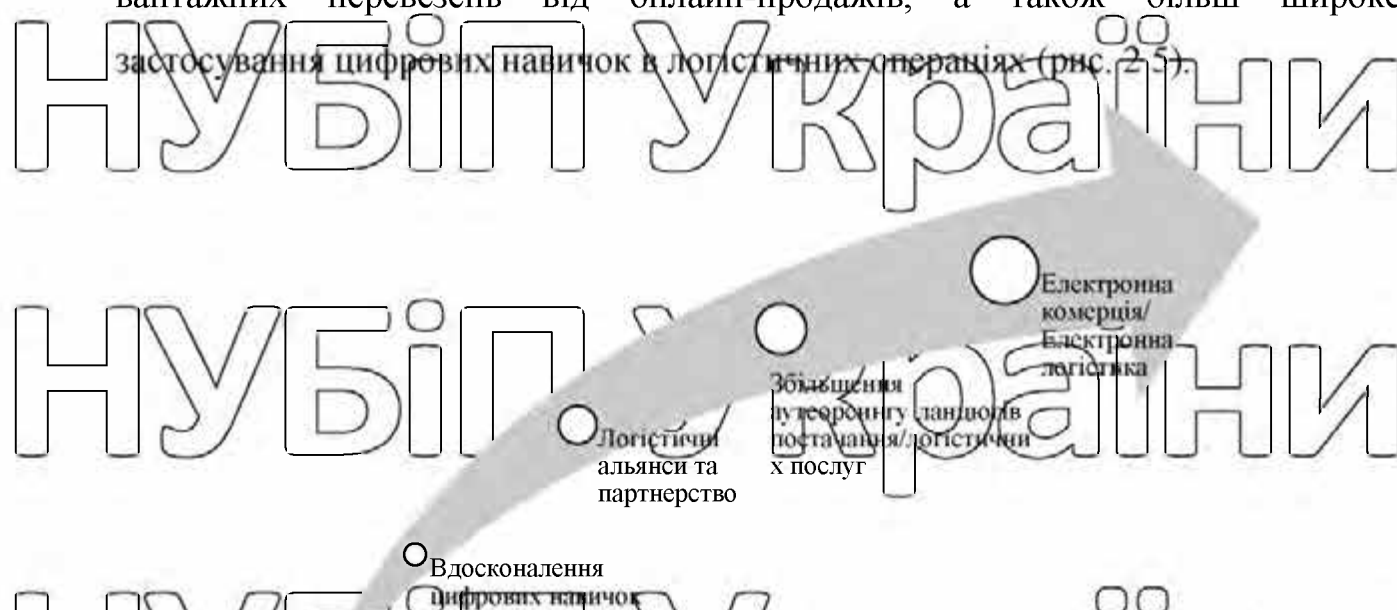 вантажних перевезень від онлайн-продажів, а також більш широке
застосування цифрових навичок в логістичних операціях (рис. 2.5).
НУБіП України
Електронна
комерція/
Електронна
логістика
НУБіП України
Збільшення
аутсорсингу ланцюгів
постачання/логістични
х послуг
Логістичні
альянси та
партнерство
Вдосконалення
цифрових навичок